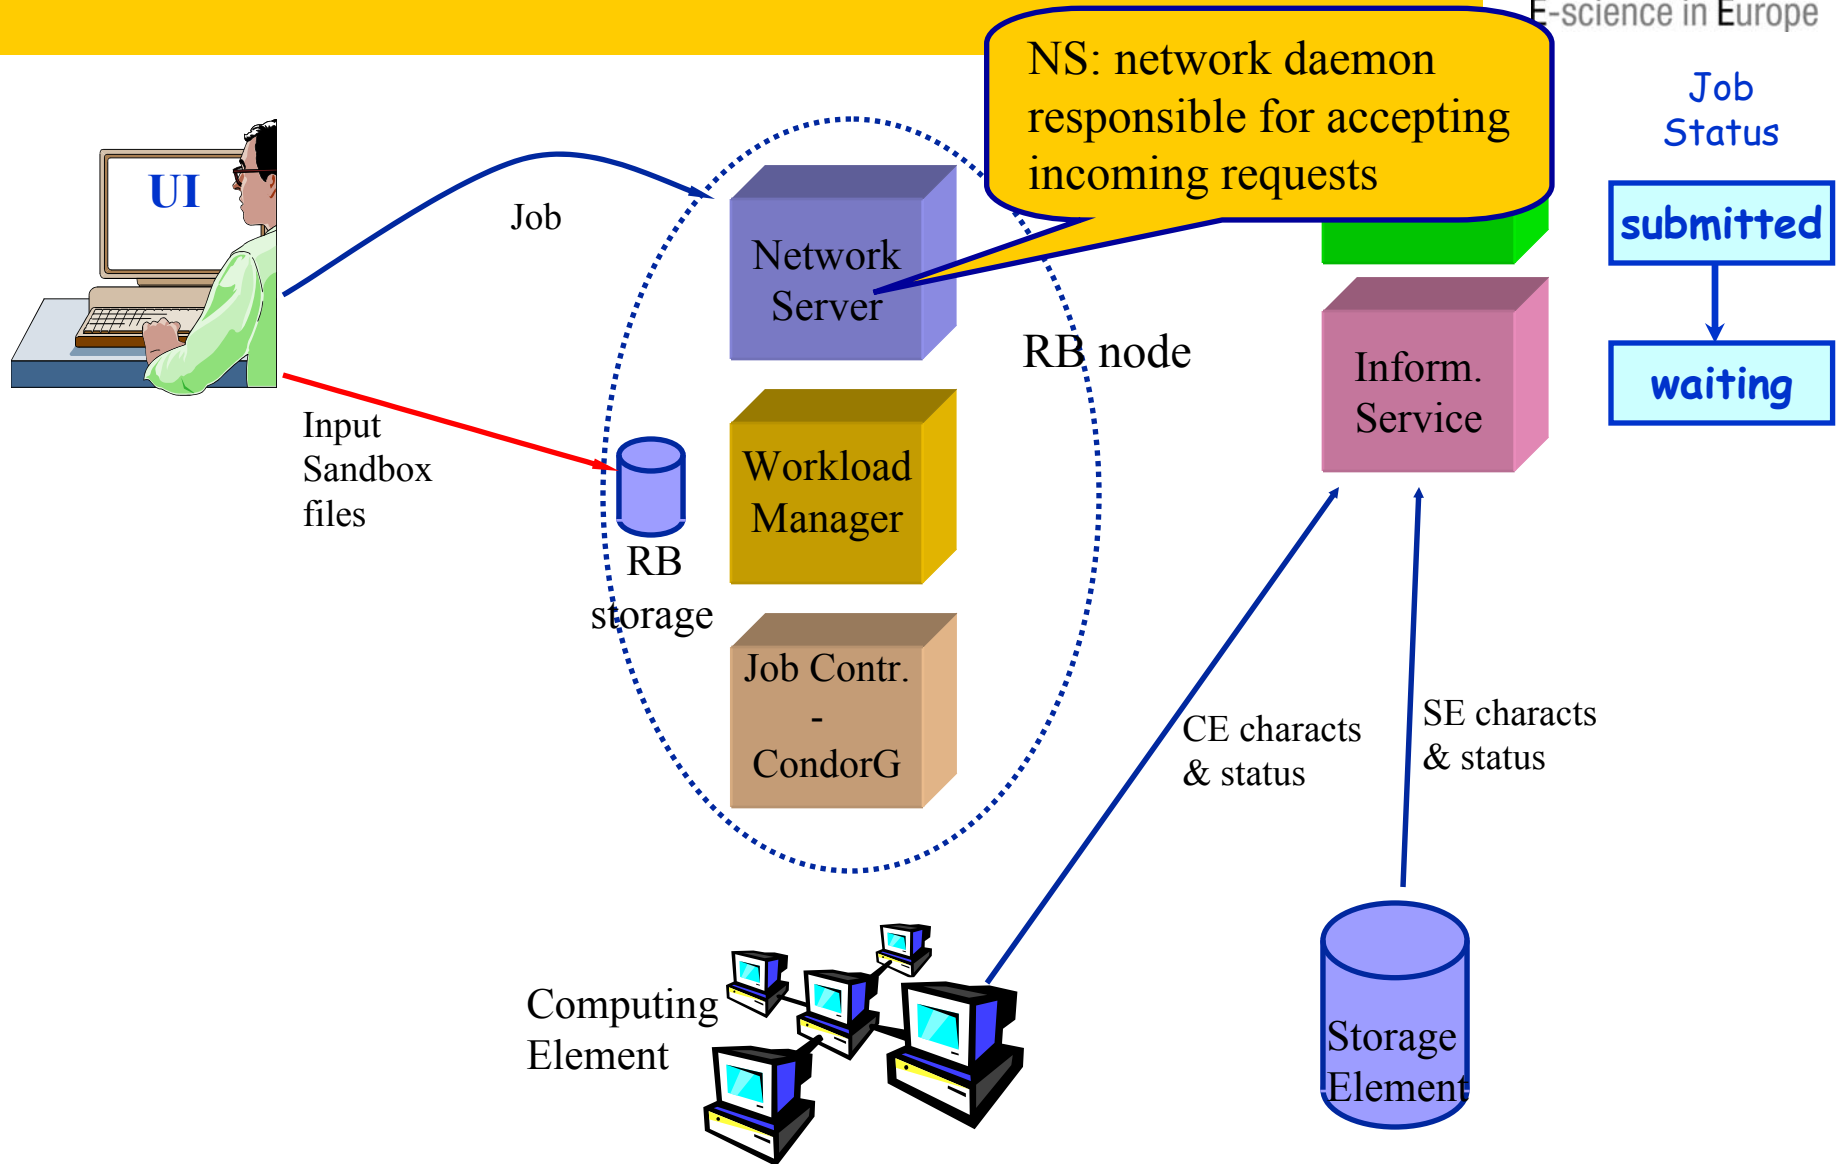 E-science in Europe
NS: network daemon
responsible for accepting
incoming requests
Job
Status
UI
Job
submitted
Network
Server
RB node
Inform.
Service
waiting
Input
Sandbox
files
Workload
Manager
RB
storage
Job Contr.
-
CondorG
CE characts
& status
SE characts
& status
Computing
Element
Storage
Element